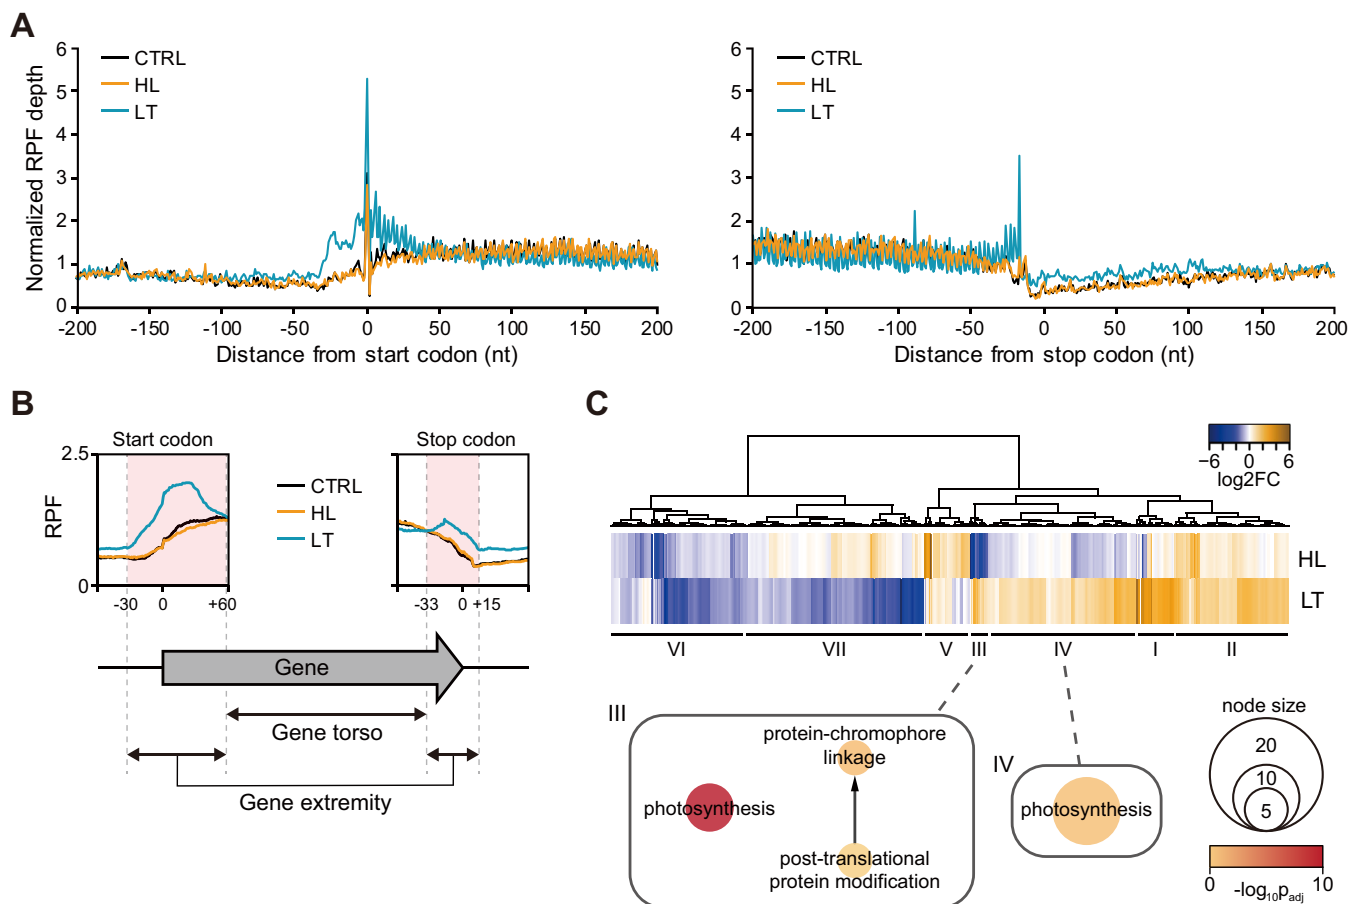 A
Normalized RPF depth
6
5
4
3
2
1
0
CTRL
HL
LT
-200
-150
-100
-50
0
50
100
150
200
Distance from start codon (nt)
6
5
4
3
2
1
0
CTRL
HL
LT
-200
-150
-100
-50
0
50
100
150
200
Distance from stop codon (nt)
B
Start codon
RPF
2.5
0
-30
0
+60
CTRL
HL
LT
Stop codon
-33
0
+15
Gene
Gene torso
Gene extremity
C
−6
0
6
log2FC
HL
LT
VI
VII
V
III
IV
I
II
III
protein-chromophore
linkage
photosynthesis
post-translational
protein modification
IV
photosynthesis
node size
20
10
5
0
-log₁₀p_adj
10